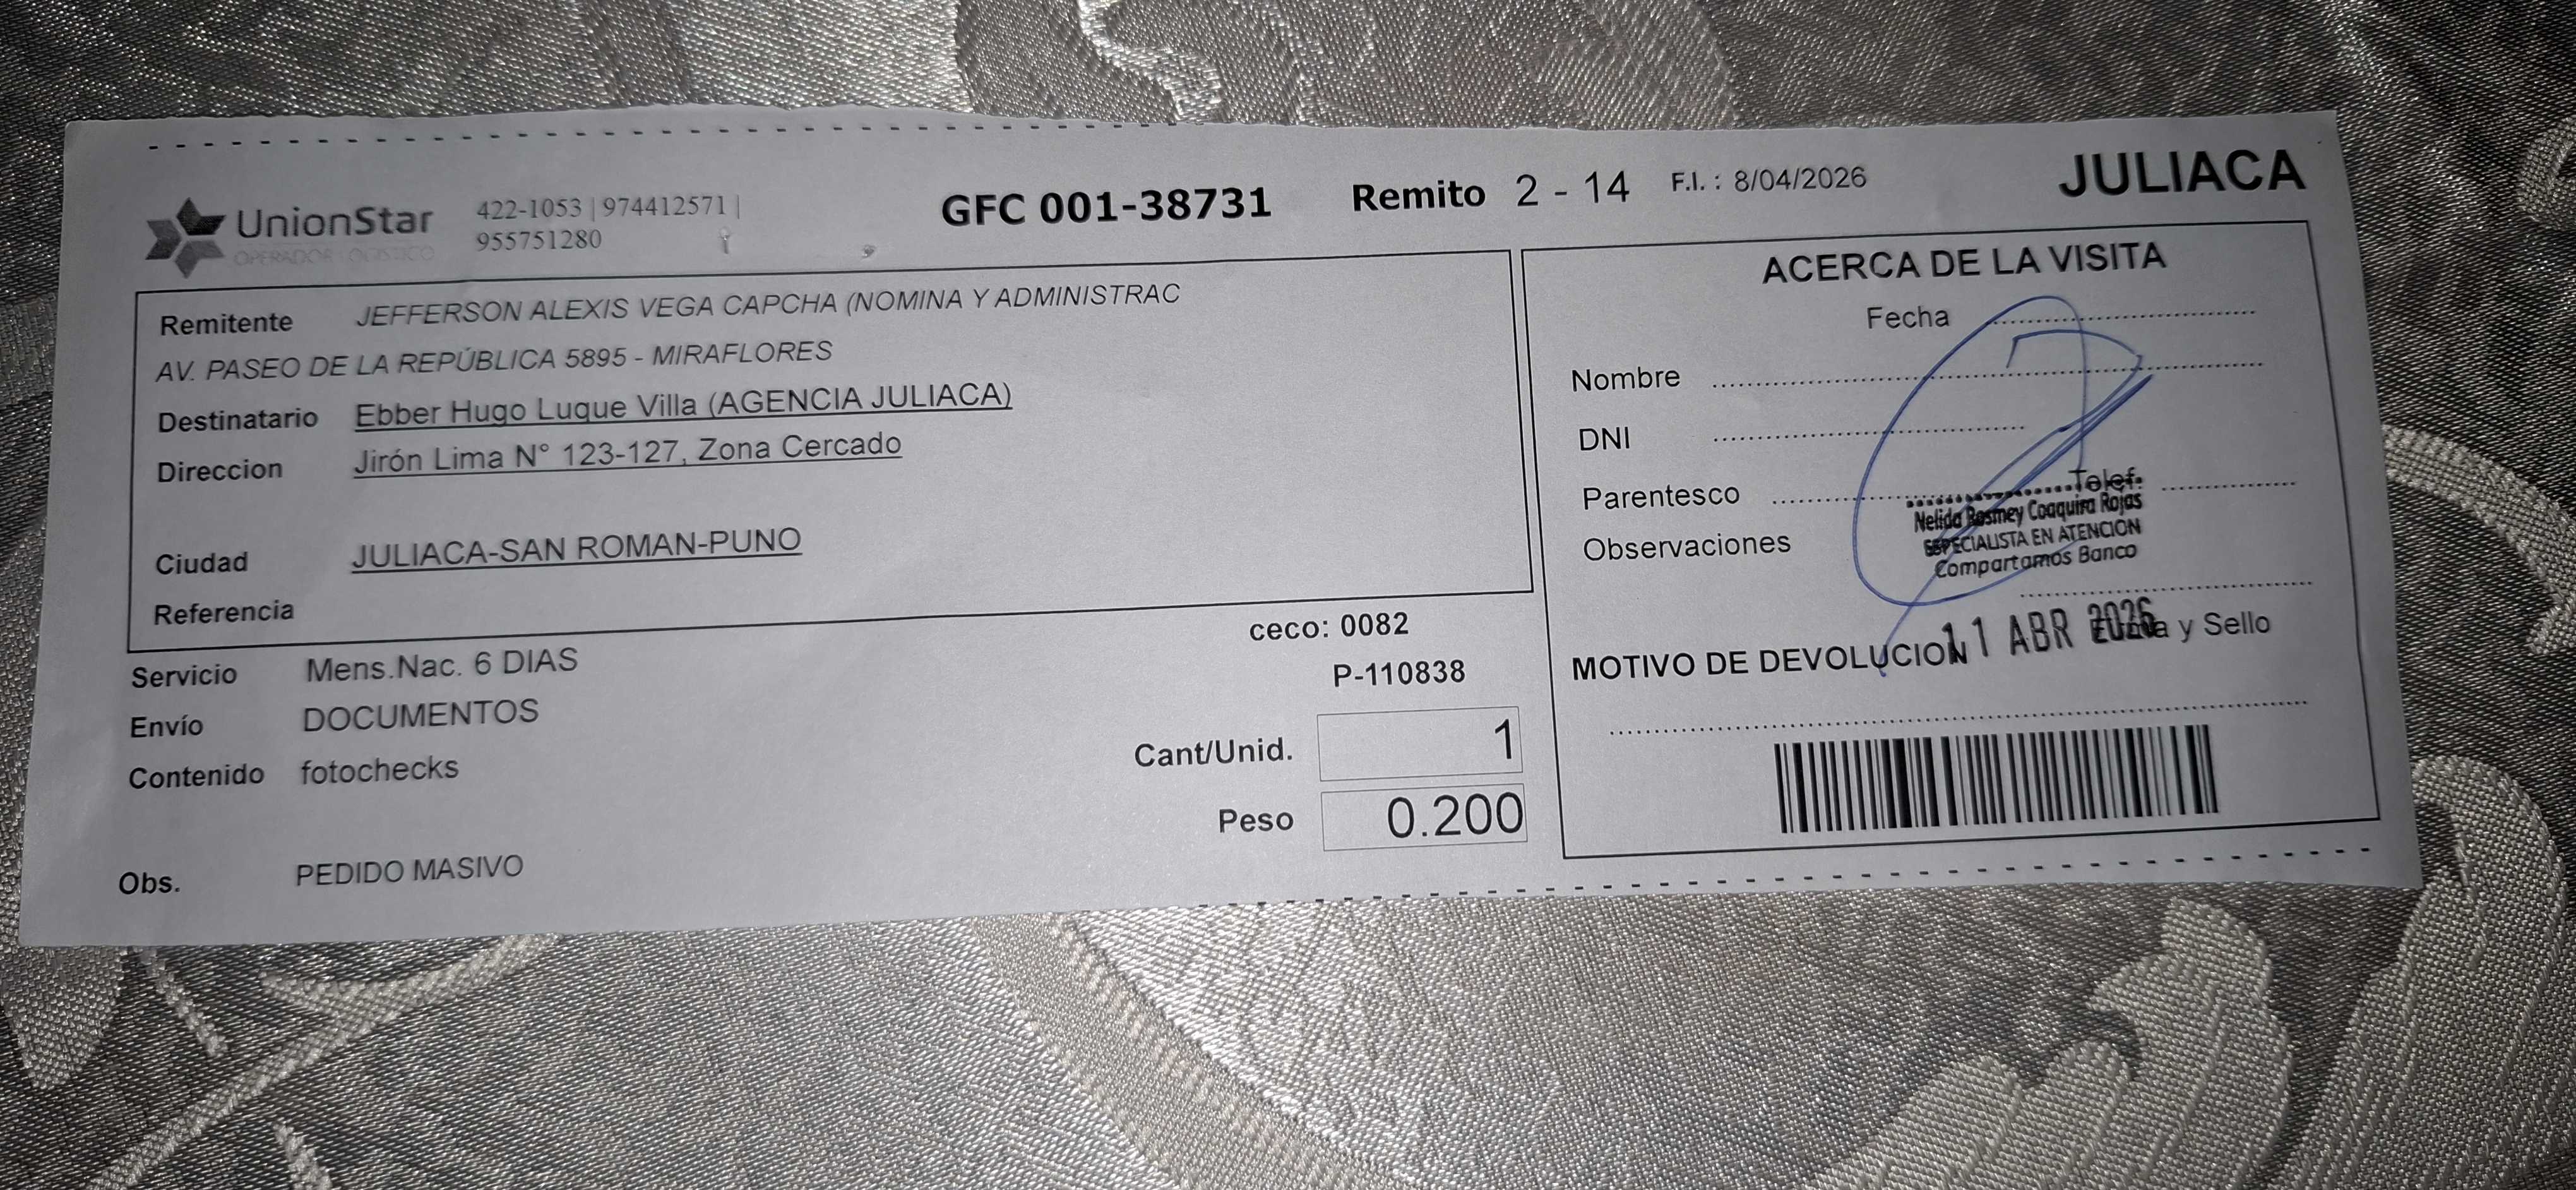 UnionStar
OPERADOR LOGISTICO
422-1053 | 974412571 |
955751280
GFC 001-38731
Remito 2 - 14
F.I. : 8/04/2026
JULIACA
Remitente JEFFERSON ALEXIS VEGA CAPCHA (NOMINA Y ADMINISTRAC
AV. PASEO DE LA REPÚBLICA 5895 - MIRAFLORES
Destinatario Ebber Hugo Luque Villa (AGENCIA JULIACA)
Direccion Jirón Lima N° 123-127, Zona Cercado
Ciudad JULIACA-SAN ROMAN-PUNO
Referencia
Servicio Mens.Nac. 6 DIAS
Envío DOCUMENTOS
Contenido fotochecks
Obs. PEDIDO MASIVO
ceco: 0082
P-110838
Cant/Unid. 1
Peso 0.200
ACERCA DE LA VISITA
Fecha
Nombre
DNI
Parentesco
Telef:
Observaciones
Nelida Rosmey Coaquira Rojas
ESPECIALISTA EN ATENCION
Compartamos Banco
11 ABR 2026
Firma y Sello
MOTIVO DE DEVOLUCION